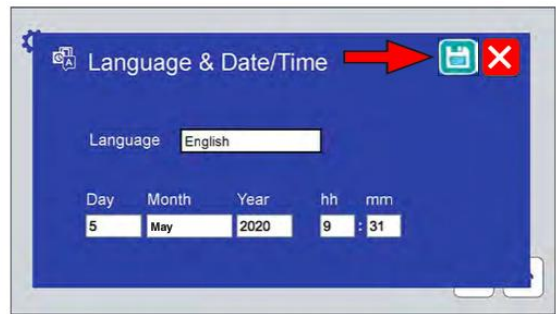 Language & Date/Time
Language English
Day Month Year hh mm
5 May 2020 9 : 31